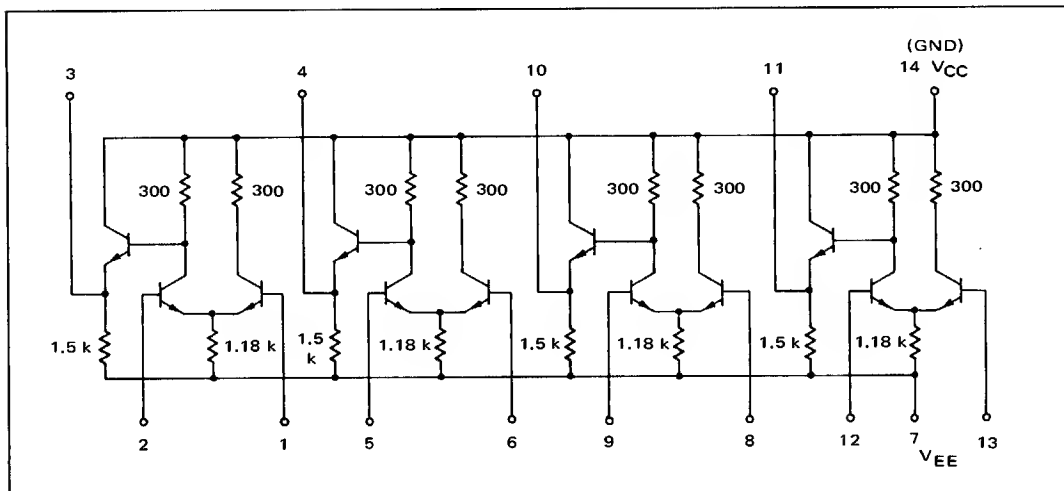 (GND)
3 4 10 11 14 VCC
300 300 300 300 300 300 300 300
1.5 k 1.18 k 1.5 k 1.18 k 1.5 k 1.18 k 1.5 k 1.18 k
2 1 5 6 9 8 12 7 13
VEE